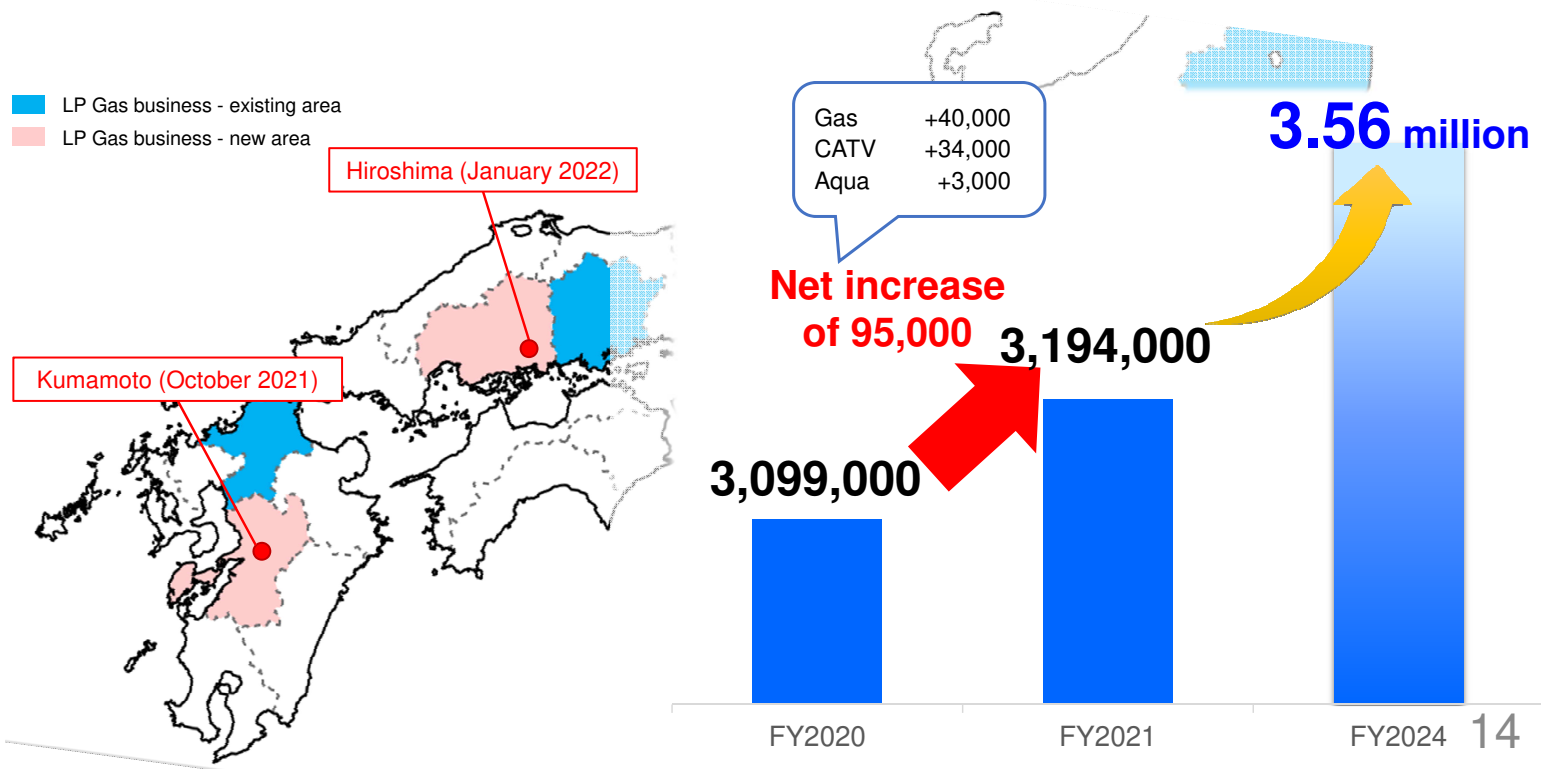 LP Gas business - existing area
LP Gas business - new area
Hiroshima (January 2022)
Kumamoto (October 2021)
Gas +40,000
CATV +34,000
Aqua +3,000
3.56 million
Net increase
of 95,000
3,194,000
3,099,000
FY2020
FY2021
FY2024
14